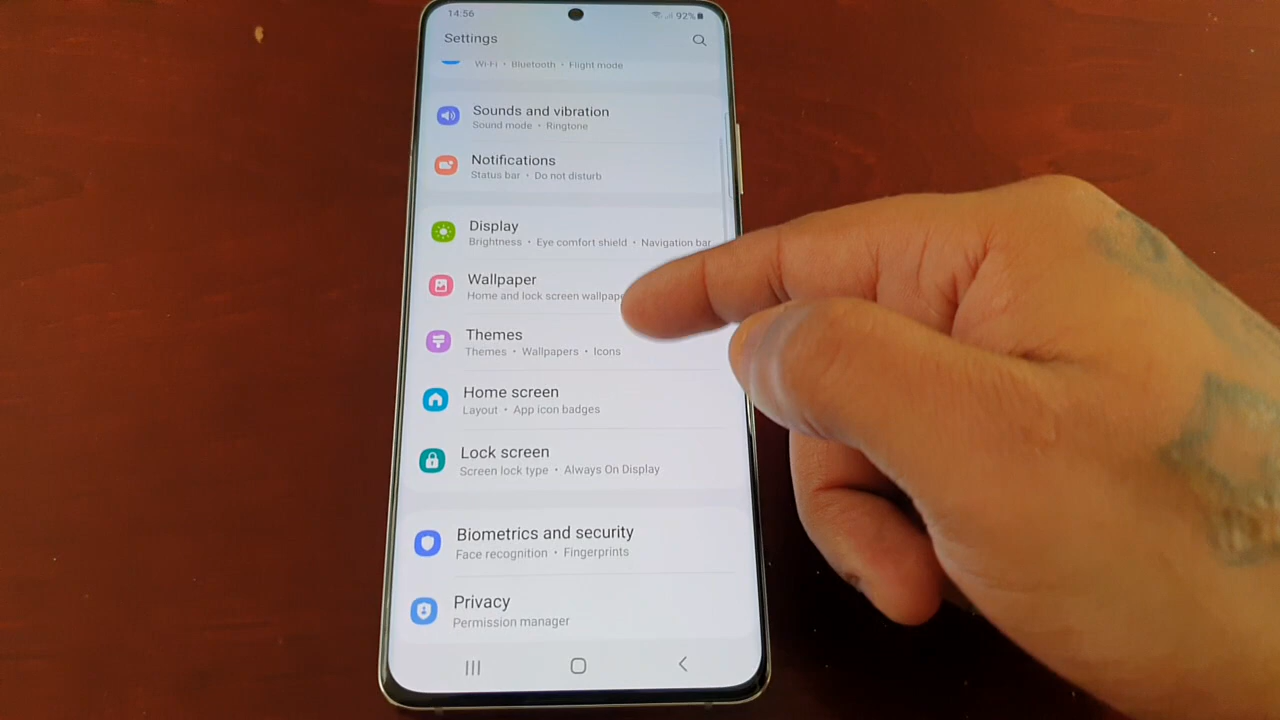 14:56
92%
Settings
Wi-Fi • Bluetooth • Flight mode
Sounds and vibration
Sound mode • Ringtone
Notifications
Status bar • Do not disturb
Display
Brightness • Eye comfort shield • Navigation bar
Wallpaper
Home and lock screen wallpape
Themes
Themes • Wallpapers • Icons
Home screen
Layout • App icon badges
Lock screen
Screen lock type • Always On Display
Biometrics and security
Face recognition • Fingerprints
Privacy
Permission manager